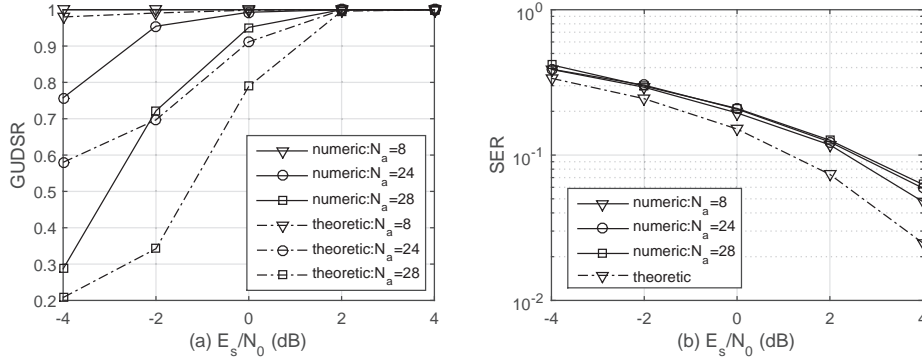 GUDSR
1
0.9
0.8
0.7
0.6
0.5
0.4
0.3
0.2
-4 -2 0 2 4
numeric:N_a=8
numeric:N_a=24
numeric:N_a=28
theoretic:N_a=8
theoretic:N_a=24
theoretic:N_a=28
(a) E_s/N_0 (dB)
SER
10^0
10^-1
10^-2
-4 -2 0 2 4
numeric:N_a=8
numeric:N_a=24
numeric:N_a=28
theoretic
(b) E_s/N_0 (dB)